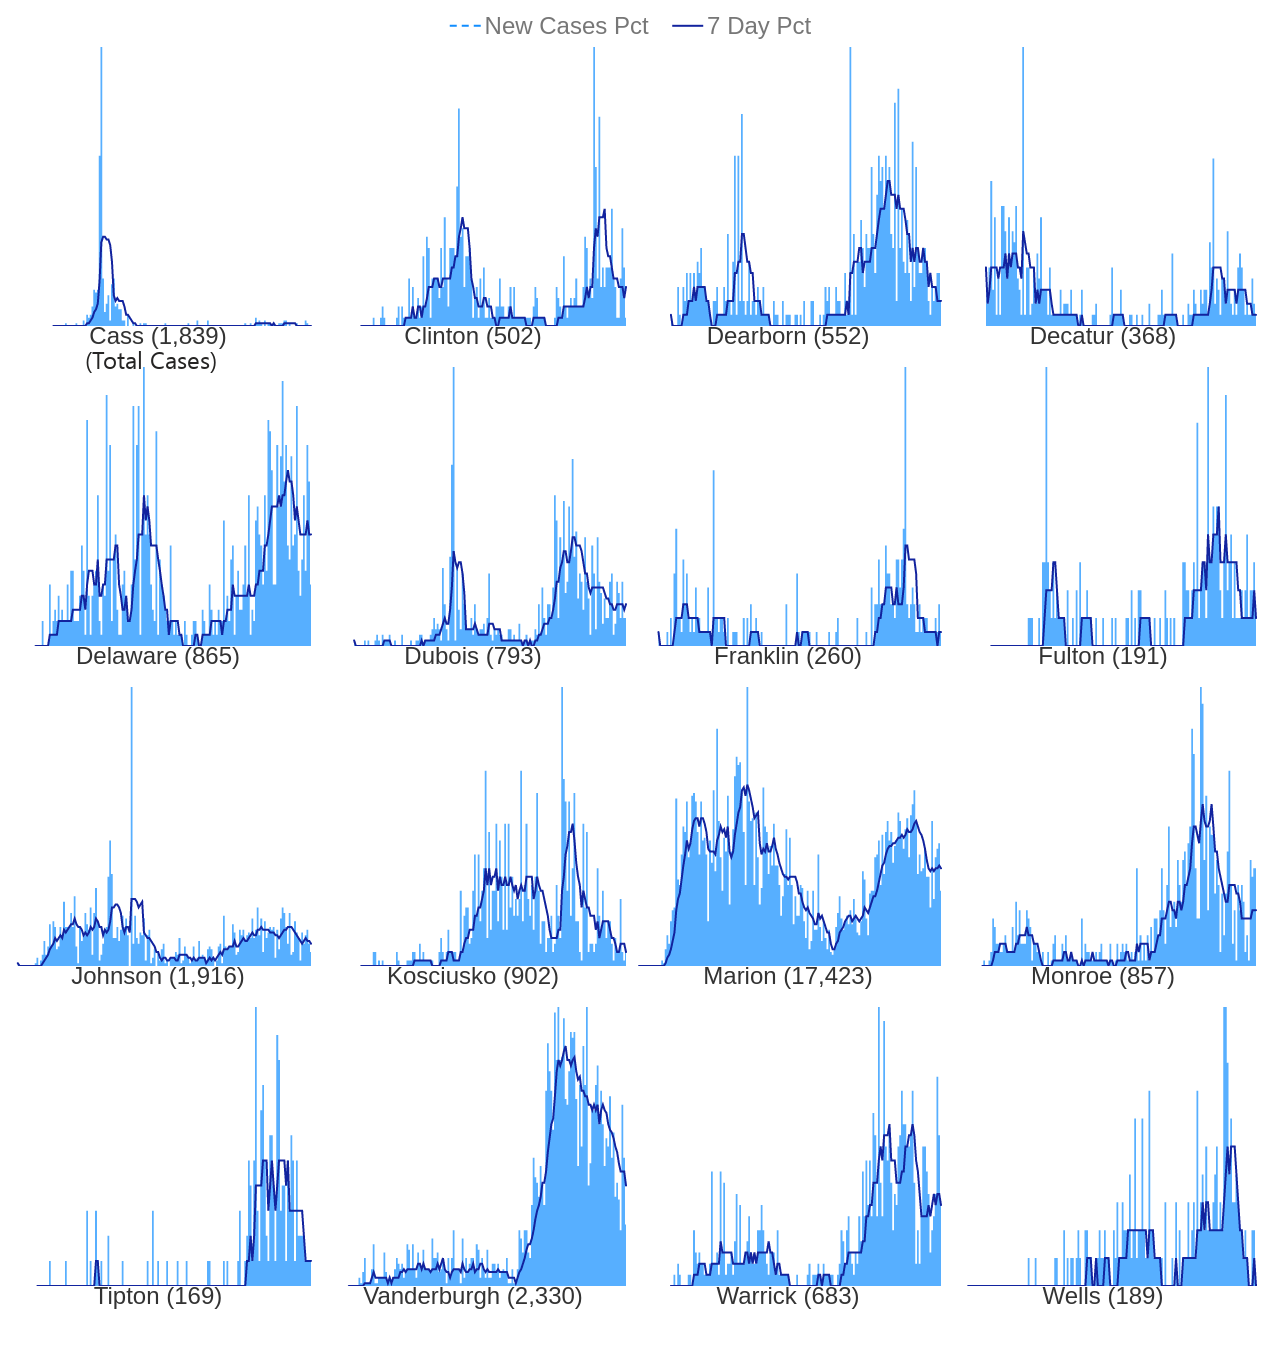 New Cases Pct 7 Day Pct
Cass (1,839) Clinton (502) Dearborn (552) Decatur (368)
(Total Cases)
Delaware (865) Dubois (793) Franklin (260) Fulton (191)
Johnson (1,916) Kosciusko (902) Marion (17,423) Monroe (857)
Tipton (169) Vanderburgh (2,330) Warrick (683) Wells (189)